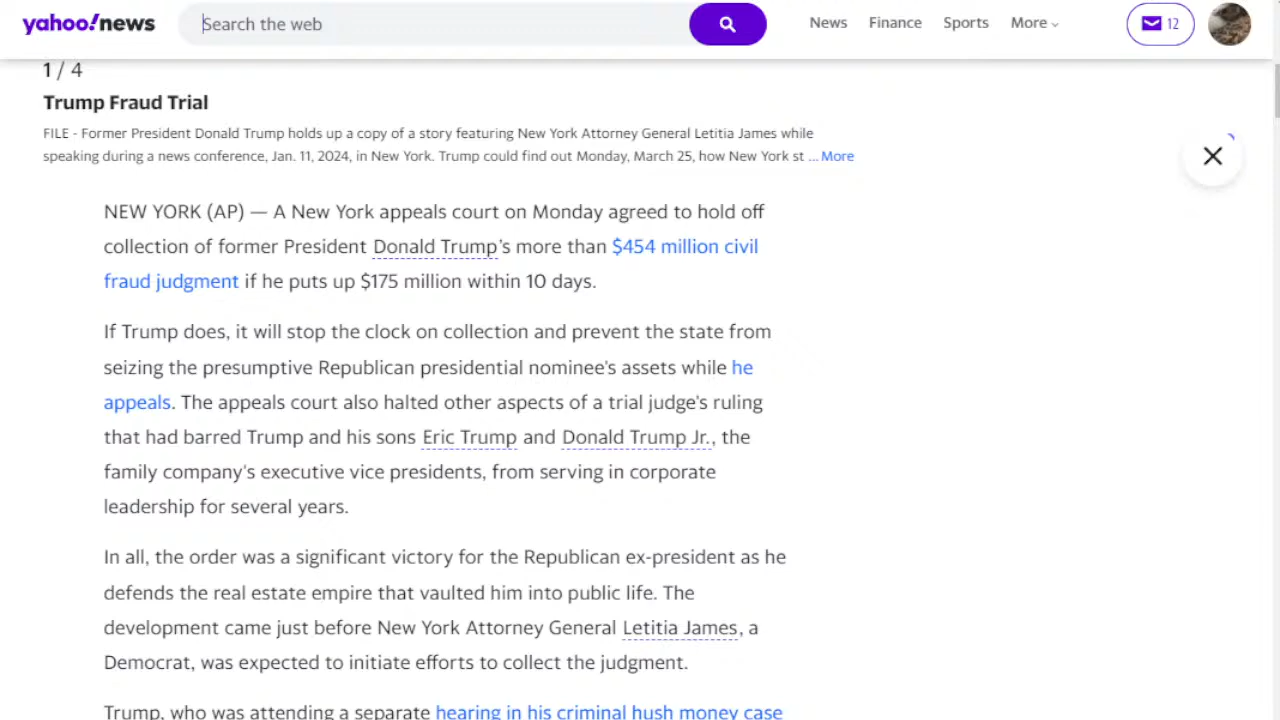 yahoo!news
Search the web
News Finance Sports More
12
1 / 4
Trump Fraud Trial
FILE - Former President Donald Trump holds up a copy of a story featuring New York Attorney General Letitia James while
speaking during a news conference, Jan. 11, 2024, in New York. Trump could find out Monday, March 25, how New York st ... More
NEW YORK (AP) — A New York appeals court on Monday agreed to hold off
collection of former President Donald Trump's more than $454 million civil
fraud judgment if he puts up $175 million within 10 days.
If Trump does, it will stop the clock on collection and prevent the state from
seizing the presumptive Republican presidential nominee's assets while he
appeals. The appeals court also halted other aspects of a trial judge's ruling
that had barred Trump and his sons Eric Trump and Donald Trump Jr., the
family company's executive vice presidents, from serving in corporate
leadership for several years.
In all, the order was a significant victory for the Republican ex-president as he
defends the real estate empire that vaulted him into public life. The
development came just before New York Attorney General Letitia James, a
Democrat, was expected to initiate efforts to collect the judgment.
Trump, who was attending a separate hearing in his criminal hush money case